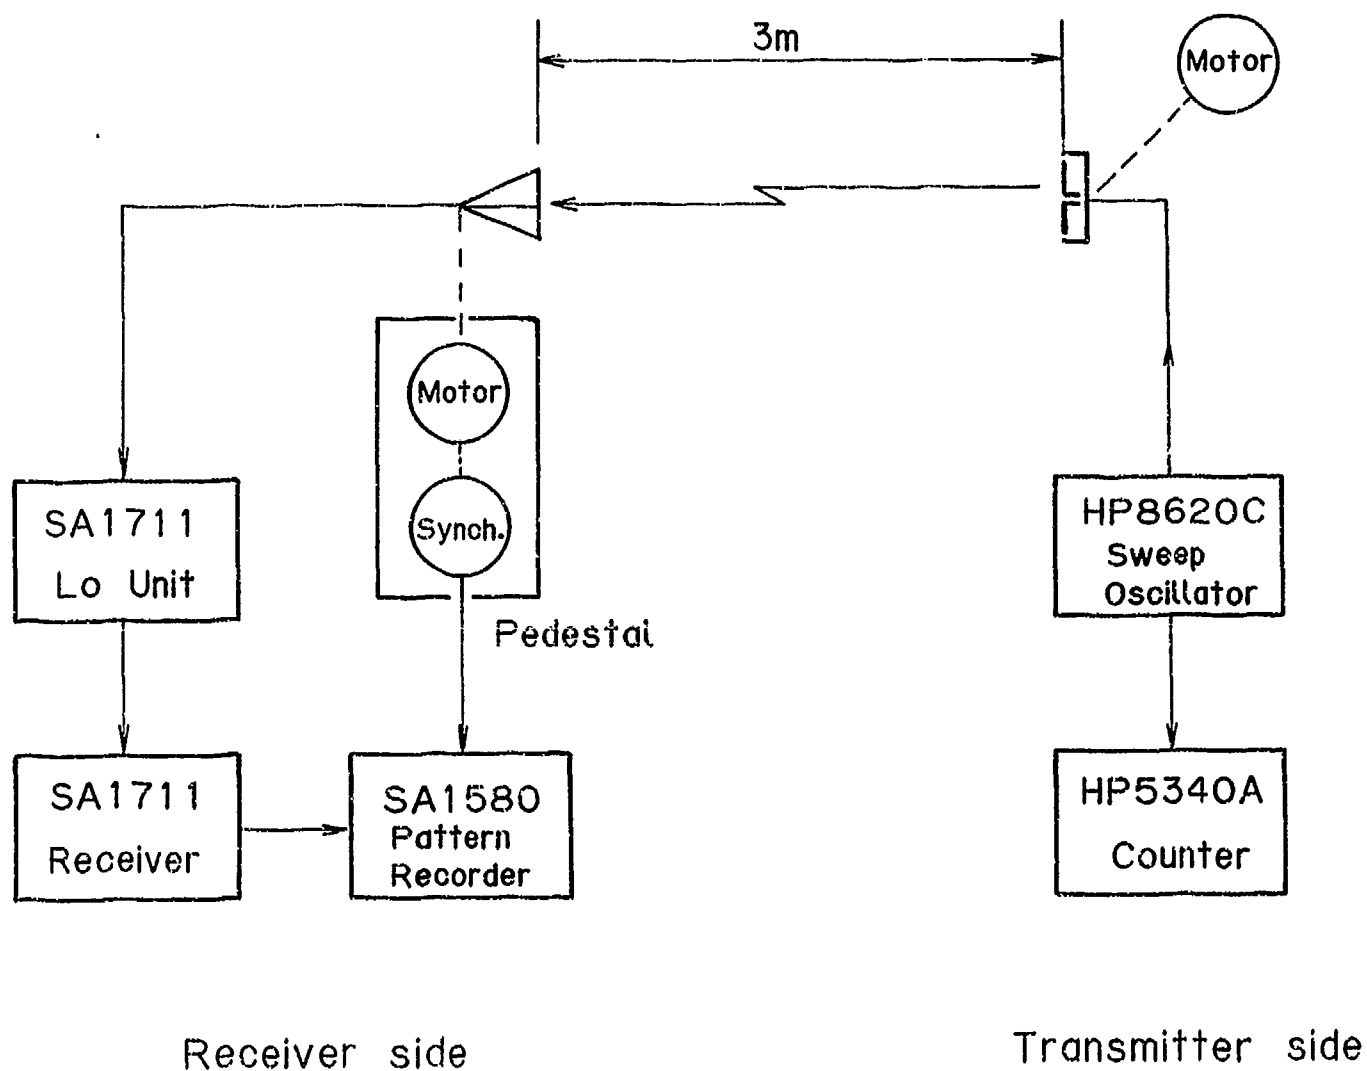 3m
Motor
Motor
Synch.
Pedestal
SA1711
Lo Unit
SA1711
Receiver
SA1580
Pattern
Recorder
HP8620C
Sweep
Oscillator
HP5340A
Counter
Receiver side
Transmitter side